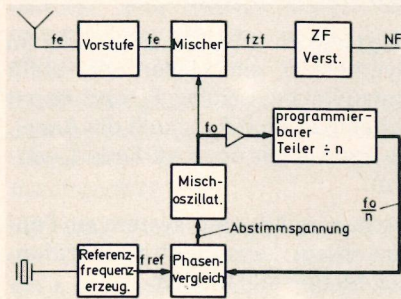 fe
Vorstufe
fe
Mischer
fzf
ZF
Verst.
NF
fo
programmier-
barer
Teiler ÷n
Misch-
oszillat.
fo
n
Abstimmspannung
Referenz-
frequenz
erzeug.
fref
Phasen-
vergleich